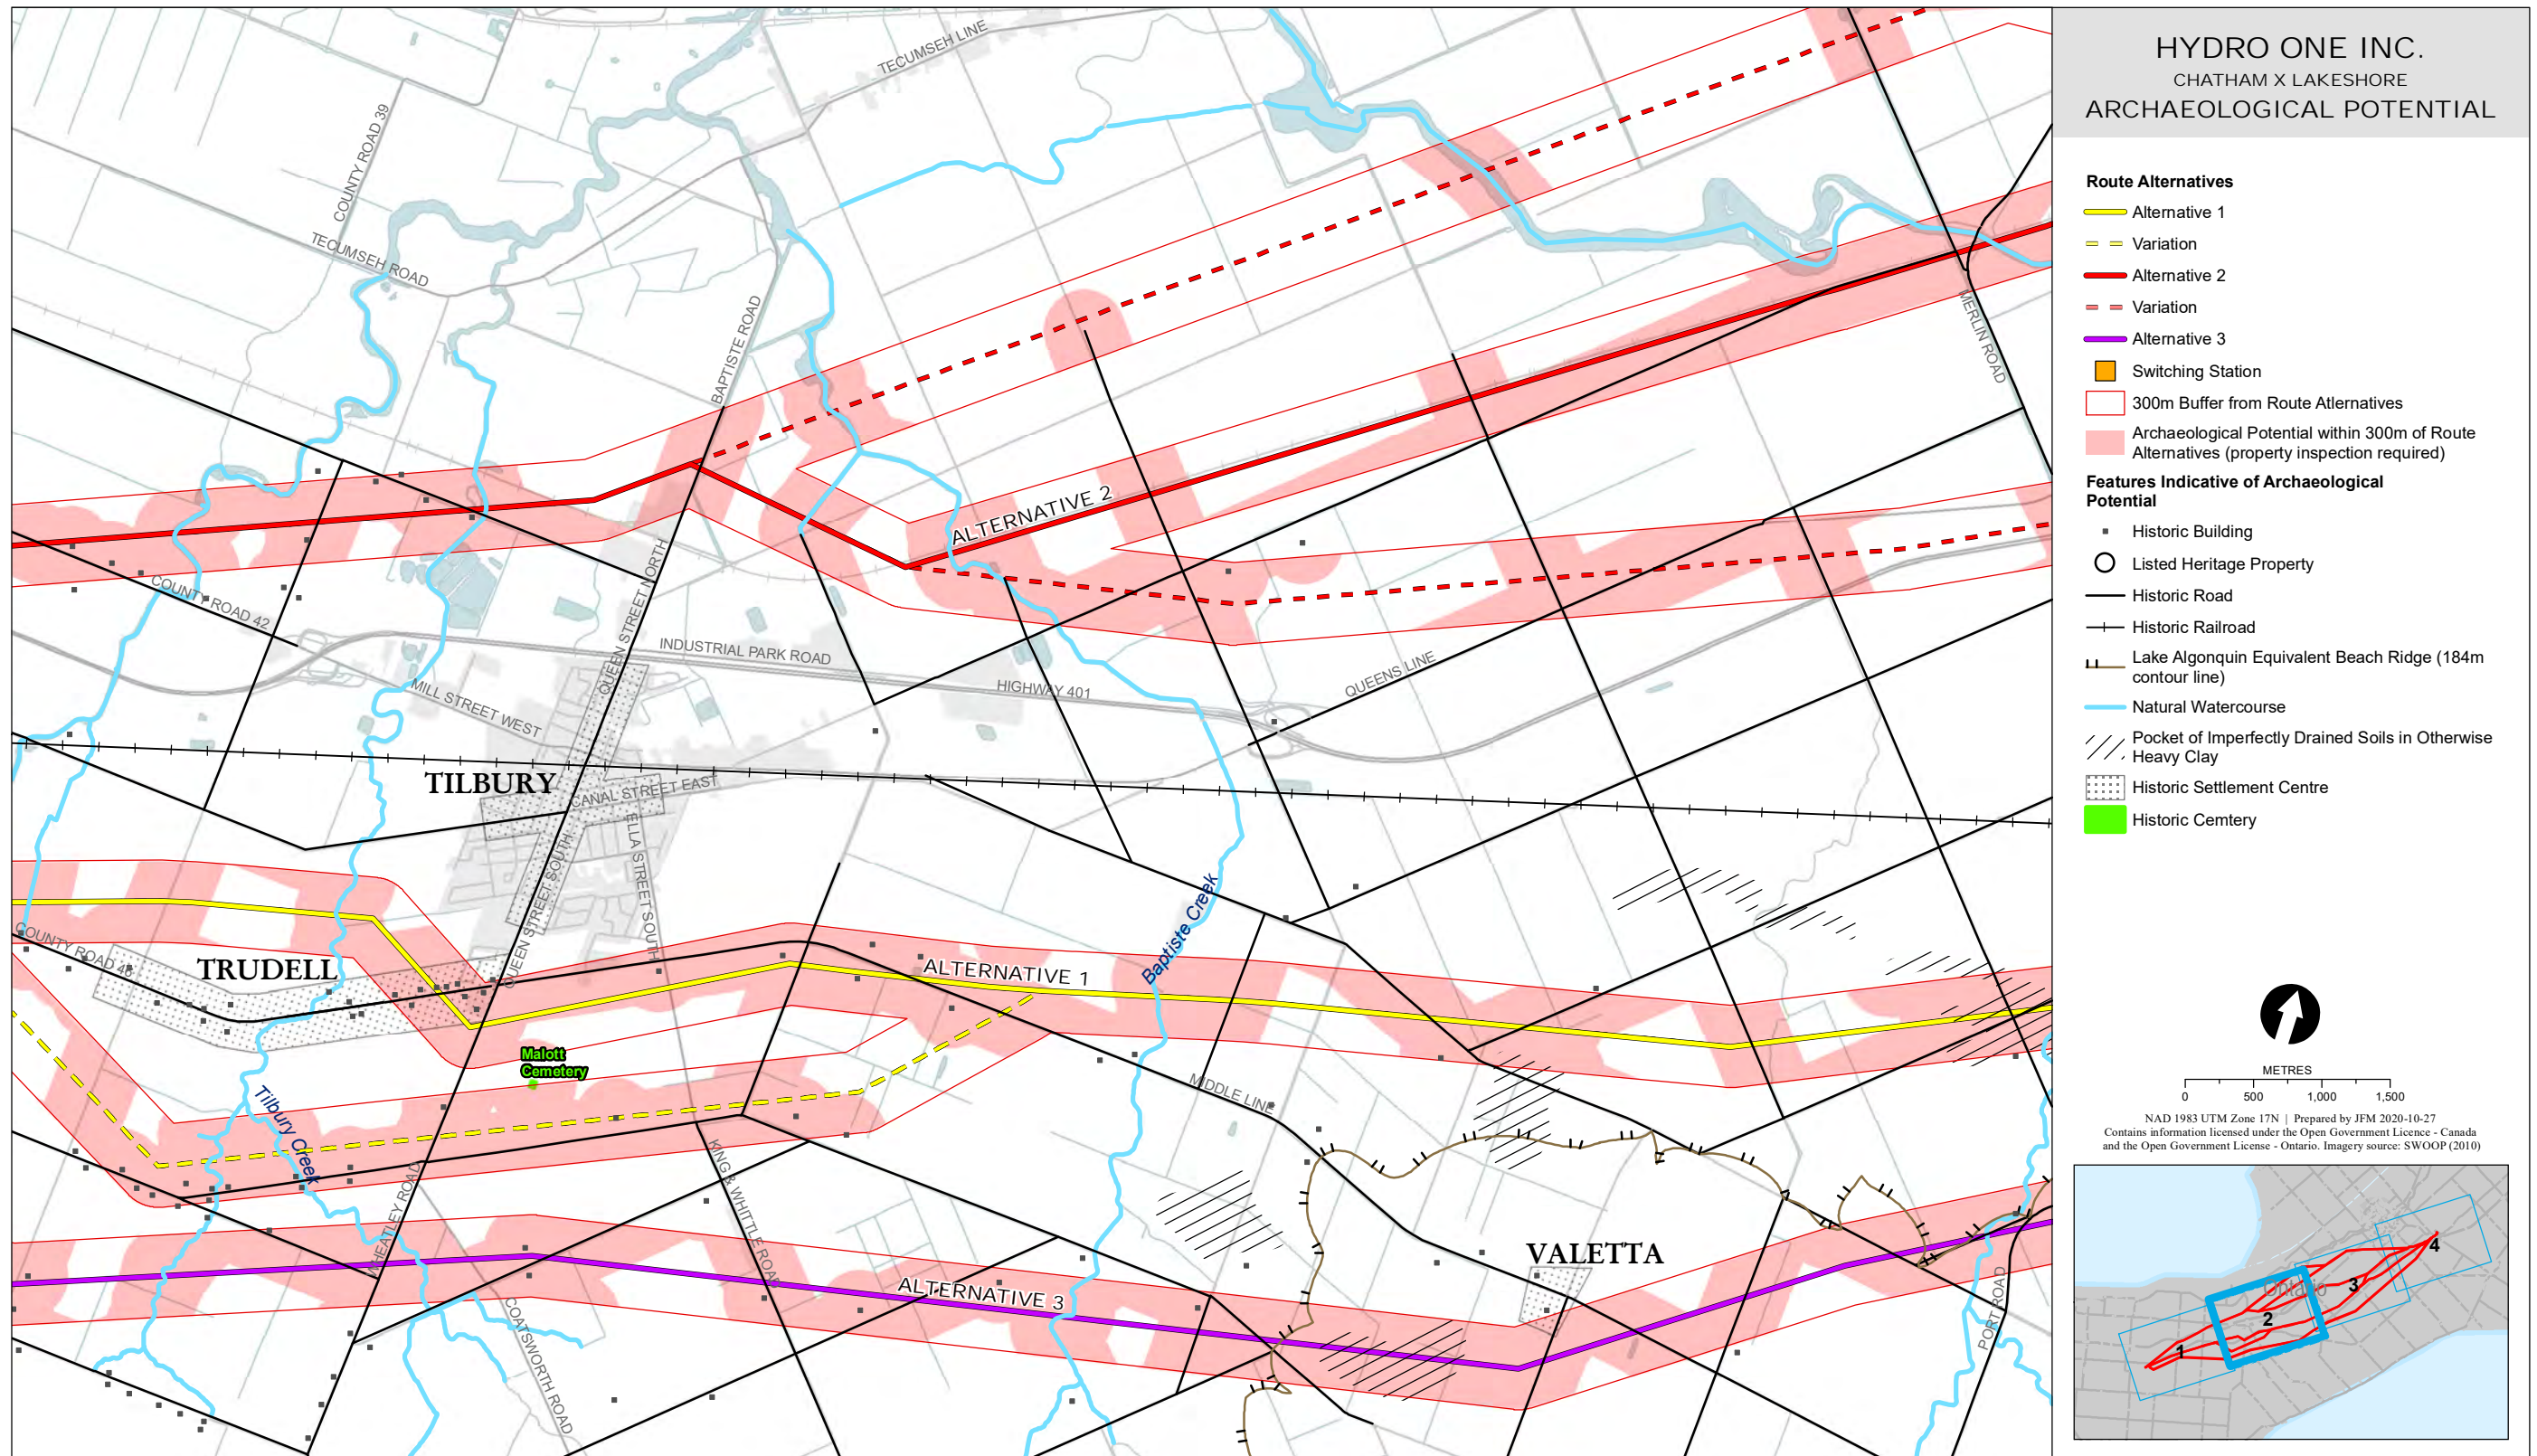 HYDRO ONE INC.
CHATHAM X LAKESHORE
ARCHAEOLOGICAL POTENTIAL
Route Alternatives
Alternative 1
Variation
Alternative 2
Variation
Alternative 3
Switching Station
300m Buffer from Route Atlernatives
Archaeological Potential within 300m of Route
Alternatives (property inspection required)
Features Indicative of Archaeological
Potential
Historic Building
Listed Heritage Property
Historic Road
Historic Railroad
Lake Algonquin Equivalent Beach Ridge (184m
contour line)
Natural Watercourse
Pocket of Imperfectly Drained Soils in Otherwise
Heavy Clay
Historic Settlement Centre
Historic Cemtery
METRES
0 500 1,000 1,500
NAD 1983 UTM Zone 17N | Prepared by JFM 2020-10-27
Contains information licensed under the Open Government Licence - Canada
and the Open Government License - Ontario. Imagery source: SWOOP (2010)
Ontario
1
2
3
4
TECUMSEH LINE
COUNTY ROAD 39
TECUMSEH ROAD
BAPTISTE ROAD
MERLIN ROAD
ALTERNATIVE 2
COUNTY ROAD 42
QUEEN STREET NORTH
INDUSTRIAL PARK ROAD
HIGHWAY 401
QUEENS LINE
MILL STREET WEST
TILBURY
CANAL STREET EAST
ELLA STREET SOUTH
QUEEN STREET SOUTH
Baptiste Creek
COUNTY ROAD 46
TRUDELL
ALTERNATIVE 1
Malott
Cemetery
Tilbury Creek
MIDDLE LINE
WHEATLEY ROAD
KING & WHITTLE ROAD
VALETTA
ALTERNATIVE 3
COATSWORTH ROAD
PORT ROAD